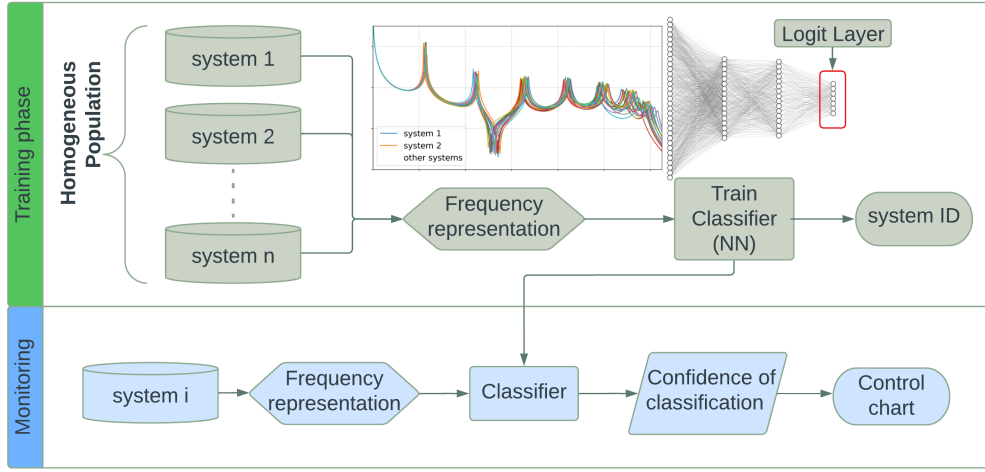 Training phase
Homogeneous
Population
system 1
system 2
system n
system 1
system 2
other systems
Logit Layer
Frequency
representation
Train
Classifier
(NN)
system ID
Monitoring
system i
Frequency
representation
Classifier
Confidence of
classification
Control
chart